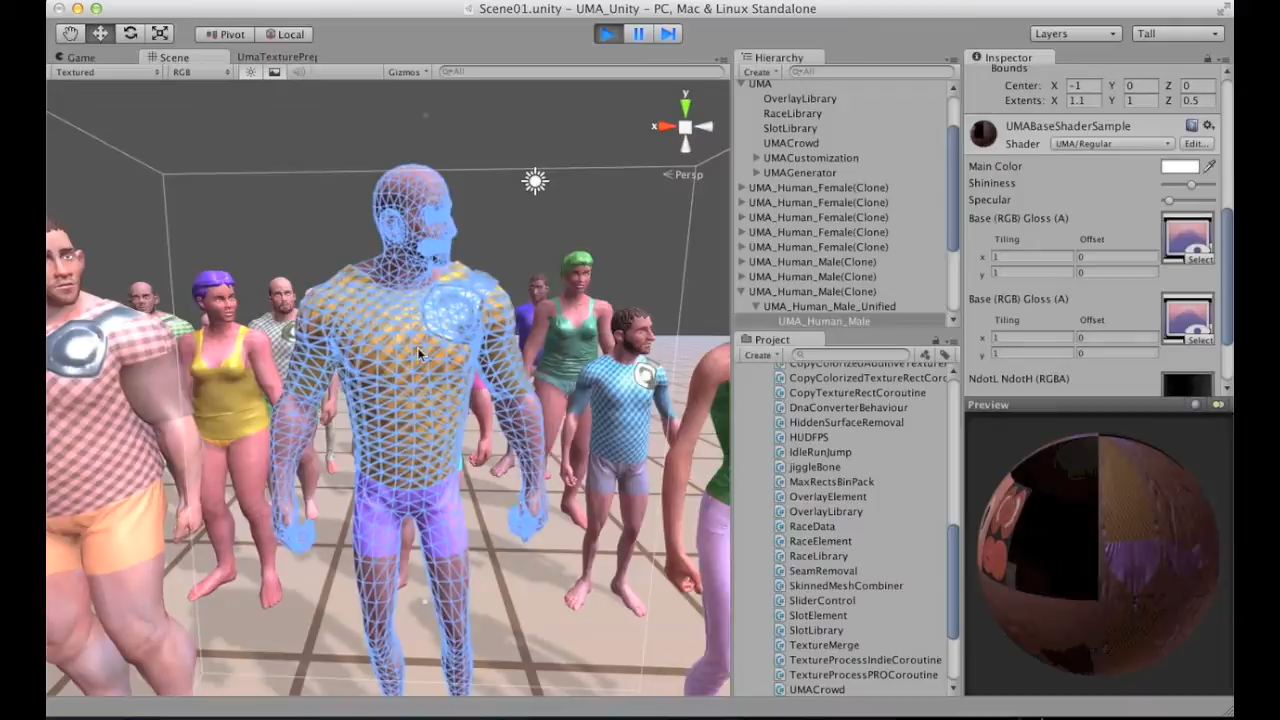 Scene01.unity - UMA_Unity - PC, Mac & Linux Standalone
Pivot
Local
Layers
Tall
Game
Scene
UmaTexturePrep
Textured
RGB
Gizmos
All
Hierarchy
Create
All
UMA
OverlayLibrary
RaceLibrary
SlotLibrary
UMACrowd
UMACustomization
UMAGenerator
UMA_Human_Female(Clone)
UMA_Human_Female(Clone)
UMA_Human_Female(Clone)
UMA_Human_Female(Clone)
UMA_Human_Female(Clone)
UMA_Human_Male(Clone)
UMA_Human_Male(Clone)
UMA_Human_Male(Clone)
UMA_Human_Male_Unified
UMA_Human_Male
y
x
Persp
Project
Create
CopyColorizedTextureRectCoro
CopyTextureRectCoroutine
DnaConverterBehaviour
HiddenSurfaceRemoval
HUDFPS
IdleRunJump
jiggleBone
MaxRectsBinPack
OverlayElement
OverlayLibrary
RaceData
RaceElement
RaceLibrary
SeamRemoval
SkinnedMeshCombiner
SliderControl
SlotElement
SlotLibrary
TextureMerge
TextureProcessIndieCoroutine
TextureProcessPROCoroutine
UMACrowd
Inspector
Bounds
Center: X -1 Y 0 Z 0
Extents: X 1.1 Y 1 Z 0.5
UMABaseShaderSample
Shader UMA/Regular Edit...
Main Color
Shininess
Specular
Base (RGB) Gloss (A)
Tiling Offset
x 1 0
y 1 0
Select
Base (RGB) Gloss (A)
Tiling Offset
x 1 0
y 1 0
Select
NdotL NdotH (RGBA)
Preview